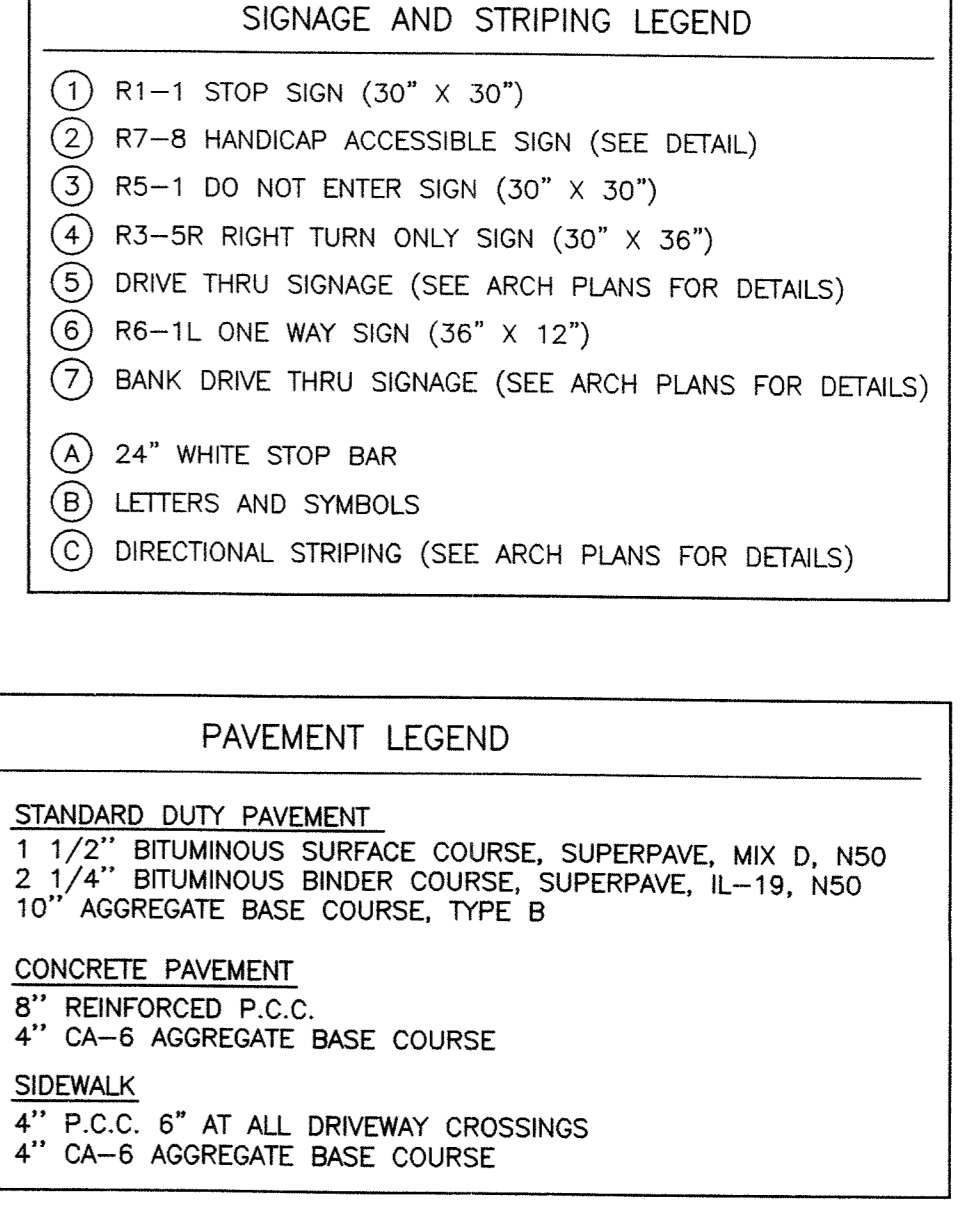 SIGNAGE AND STRIPING LEGEND
1 R1-1 STOP SIGN (30" X 30")
2 R7-8 HANDICAP ACCESSIBLE SIGN (SEE DETAIL)
3 R5-1 DO NOT ENTER SIGN (30" X 30")
4 R3-5R RIGHT TURN ONLY SIGN (30" X 36")
5 DRIVE THRU SIGNAGE (SEE ARCH PLANS FOR DETAILS)
6 R6-1L ONE WAY SIGN (36" X 12")
7 BANK DRIVE THRU SIGNAGE (SEE ARCH PLANS FOR DETAILS)
A 24" WHITE STOP BAR
B LETTERS AND SYMBOLS
C DIRECTIONAL STRIPING (SEE ARCH PLANS FOR DETAILS)
PAVEMENT LEGEND
STANDARD DUTY PAVEMENT
1 1/2'' BITUMINOUS SURFACE COURSE, SUPERPAVE, MIX D, N50
2 1/4'' BITUMINOUS BINDER COURSE, SUPERPAVE, IL-19, N50
10'' AGGREGATE BASE COURSE, TYPE B
CONCRETE PAVEMENT
8'' REINFORCED P.C.C.
4'' CA-6 AGGREGATE BASE COURSE
SIDEWALK
4'' P.C.C. 6" AT ALL DRIVEWAY CROSSINGS
4'' CA-6 AGGREGATE BASE COURSE